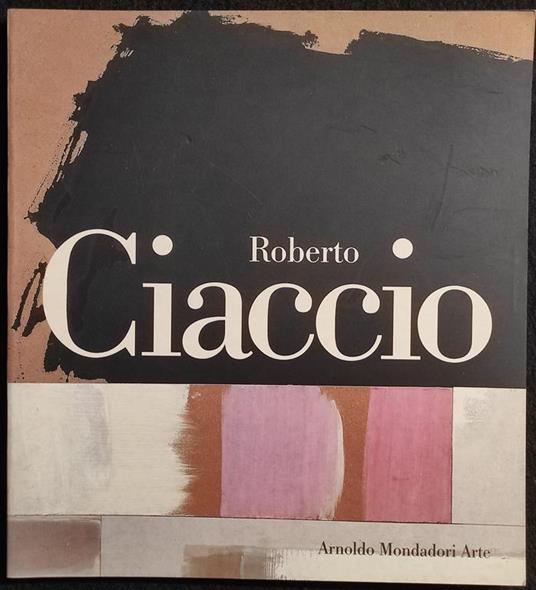 Roberto
Ciaccio
Arnoldo Mondadori Arte